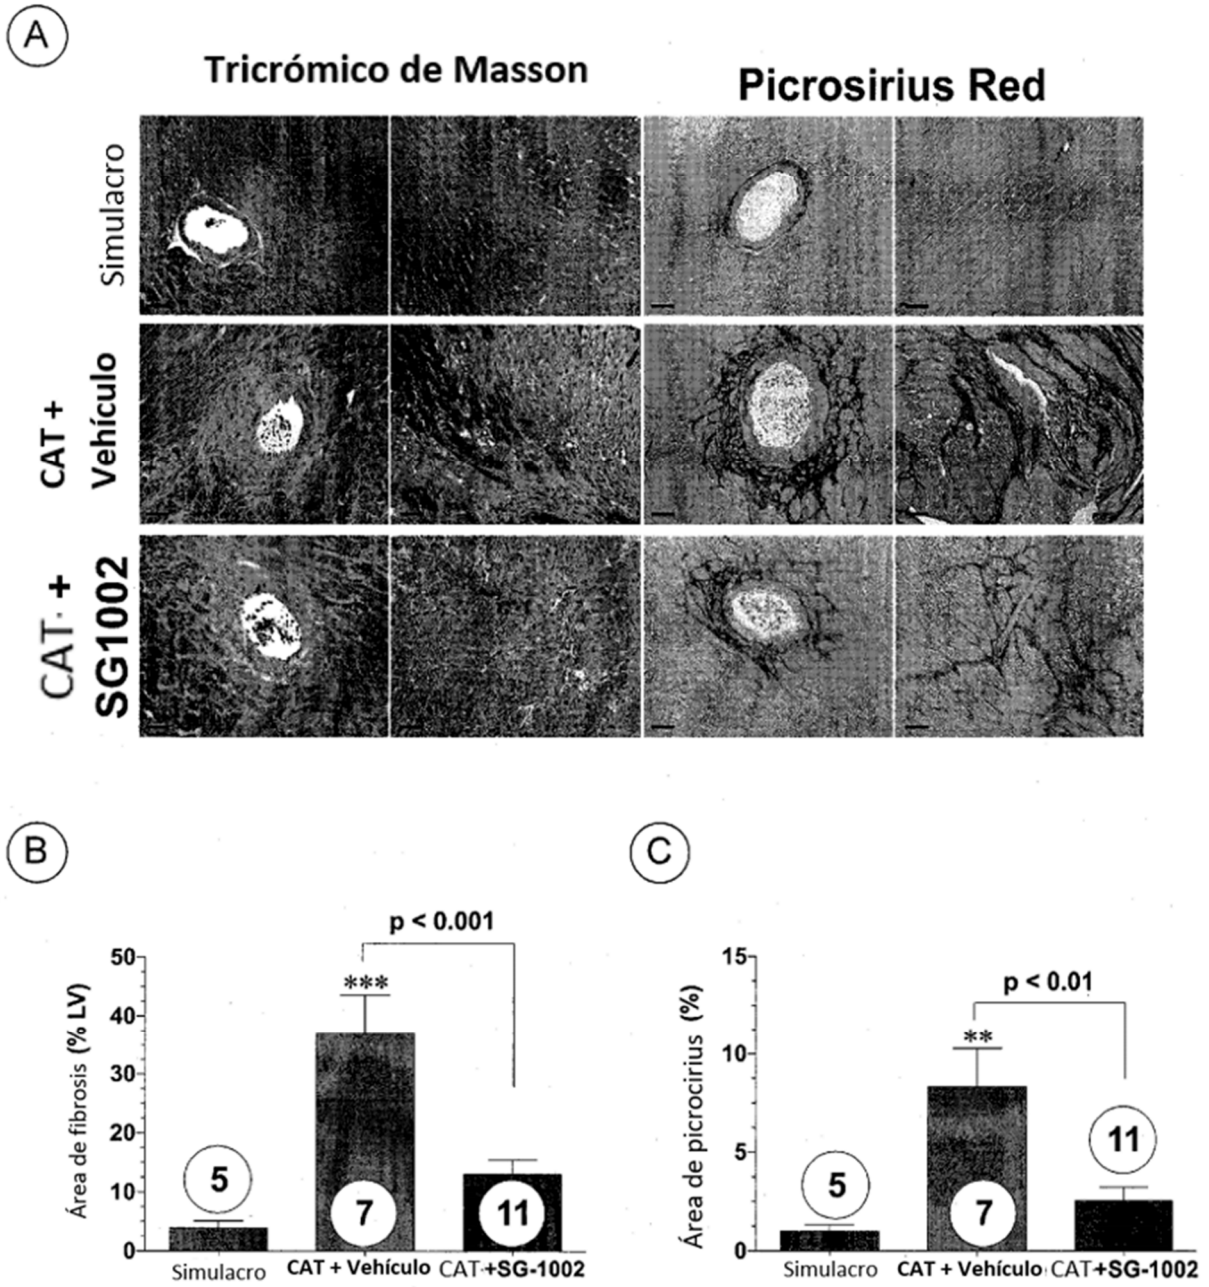 A
Tricrómico de Masson
Picrosirius Red
Simulacro
CAT +
Vehículo
CAT +
SG1002
B
p < 0.001
***
50
40
30
20
10
0
Área de fibrosis (% LV)
5
7
11
Simulacro
CAT + Vehículo
CAT +SG-1002
C
p < 0.01
**
15
10
5
0
Área de picrocirius (%)
5
7
11
Simulacro
CAT + Vehículo
CAT +SG-1002